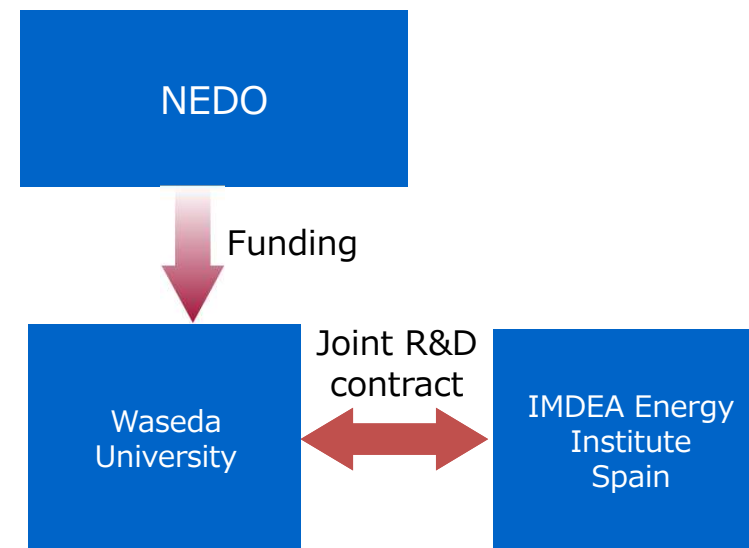 NEDO
Funding
Joint R&D
contract
Waseda
University
IMDEA Energy
Institute
Spain